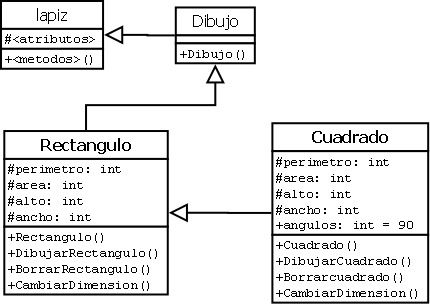 lapiz
#<atributos>
+<metodos>()
Dibujo
+Dibujo()
Rectangulo
#perimetro: int
#area: int
#alto: int
#ancho: int
+Rectangulo()
+DibujarRectangulo()
+BorrarRectangulo()
+CambiarDimension()
Cuadrado
#perimetro: int
#area: int
#alto: int
#ancho: int
+angulos: int = 90
+Cuadrado()
+DibujarCuadrado()
+Borrarcuadrado()
+CambiarDimension()